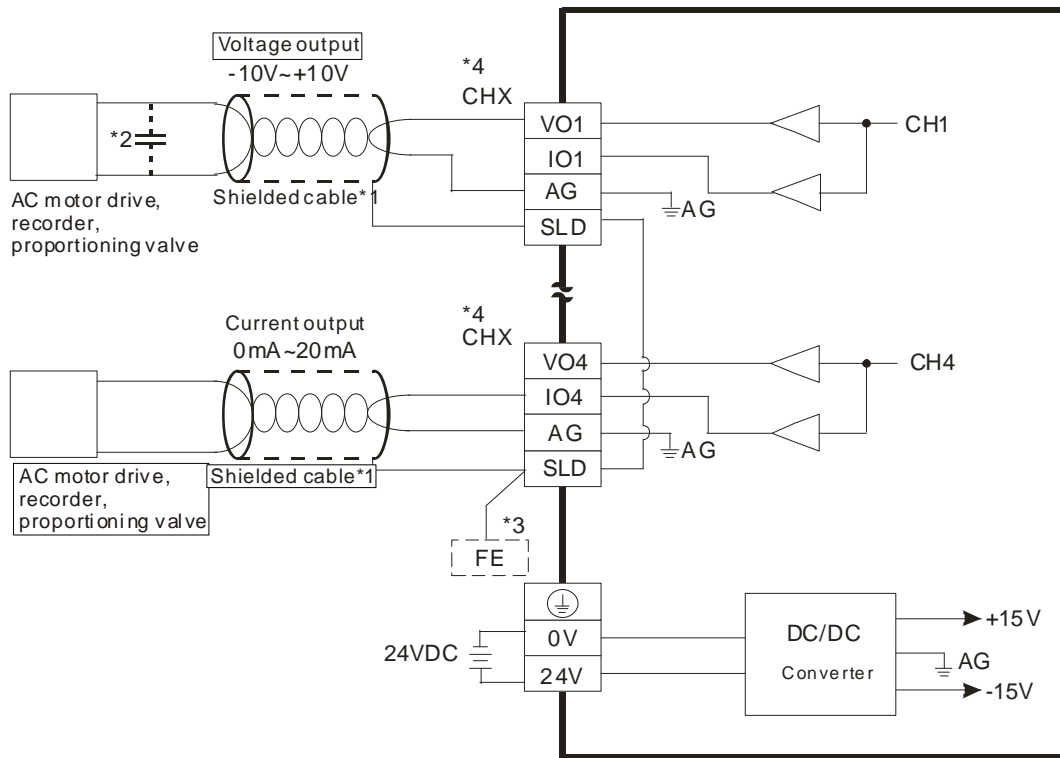 Voltage output
-10V~+10V
*4
CHX
*2
VO1
CH1
IO1
AG
AG
SLD
Shielded cable*1
AC motor drive,
recorder,
proportioning valve
Current output
0mA~20mA
*4
CHX
VO4
CH4
IO4
AG
AG
SLD
Shielded cable*1
AC motor drive,
recorder,
proportioning valve
*3
FE
24VDC
0V
24V
DC/DC
Converter
+15V
AG
-15V